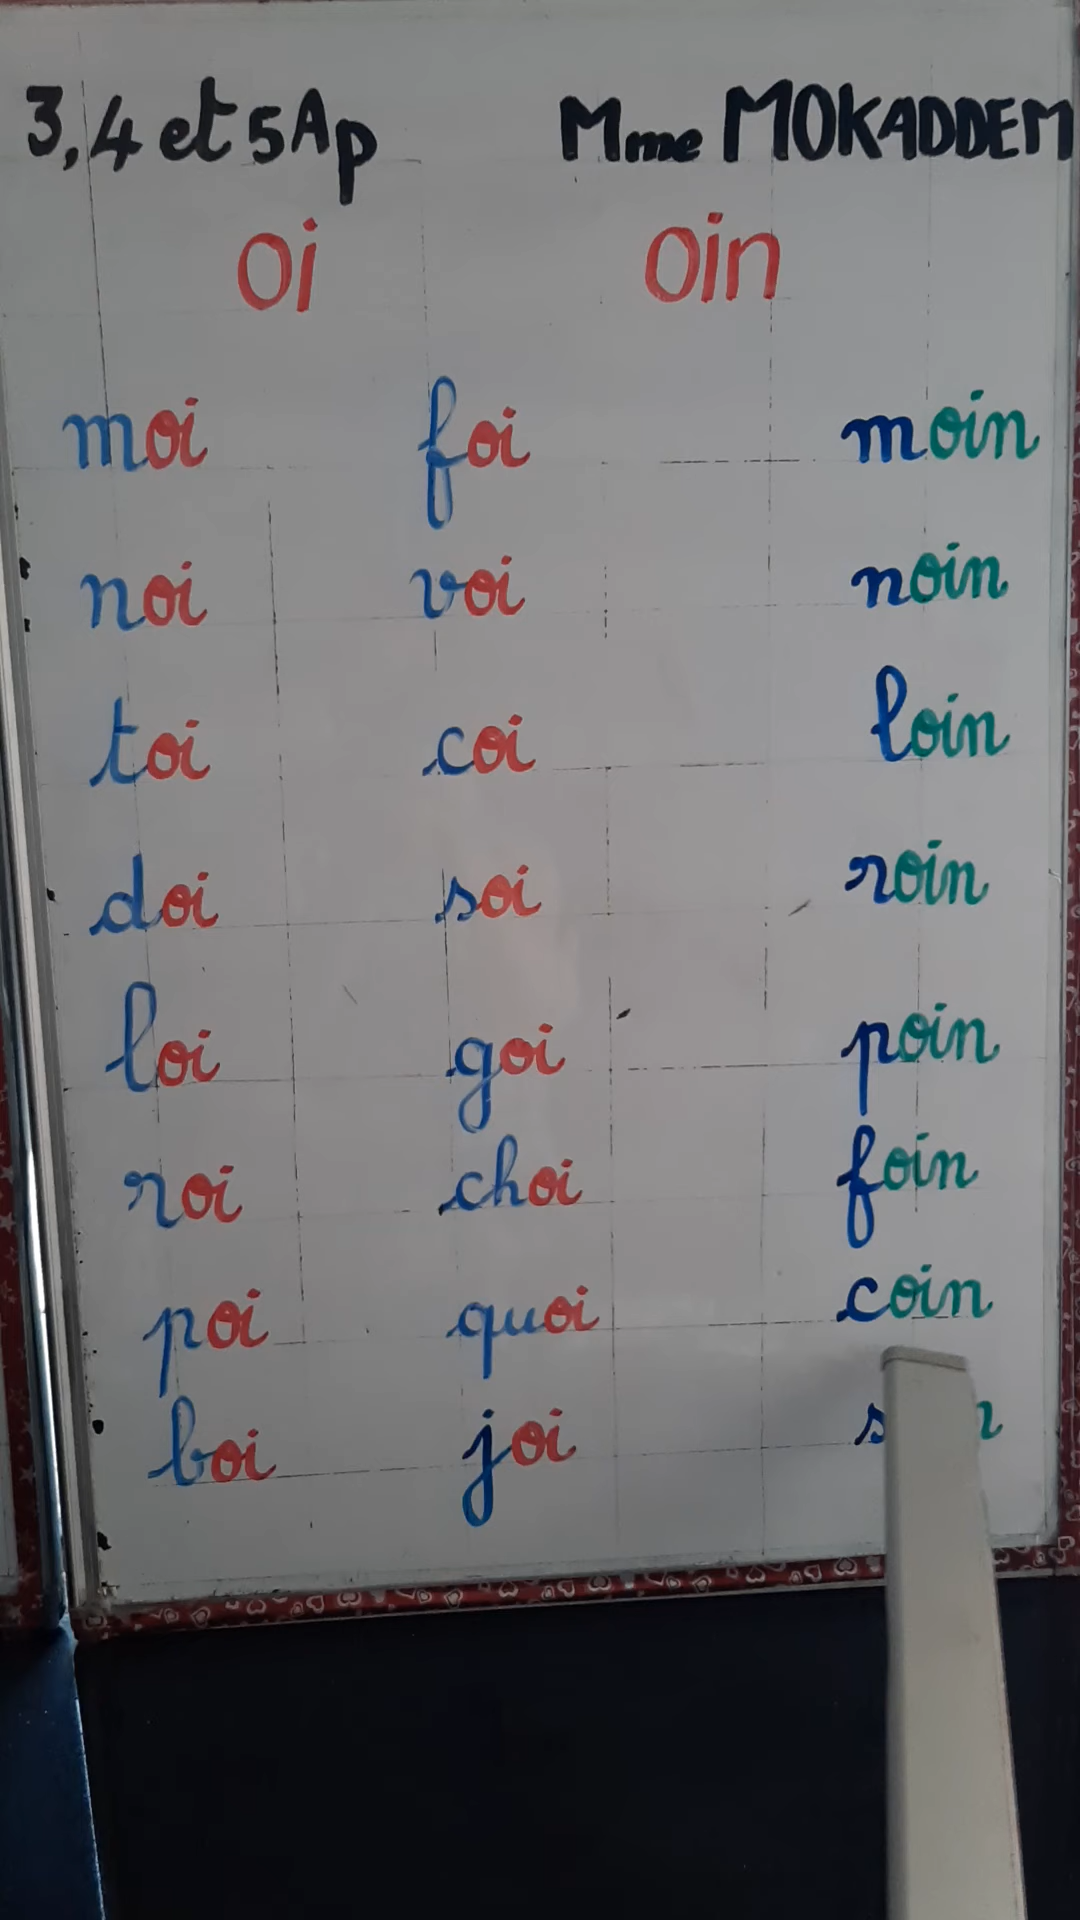 3,4 et 5Ap Mme MOKADDEM
oi oin
moi foi moin
noi voi noin
toi coi loin
doi soi roin
loi goi poin
roi choi foin
poi quoi coin
boi joi